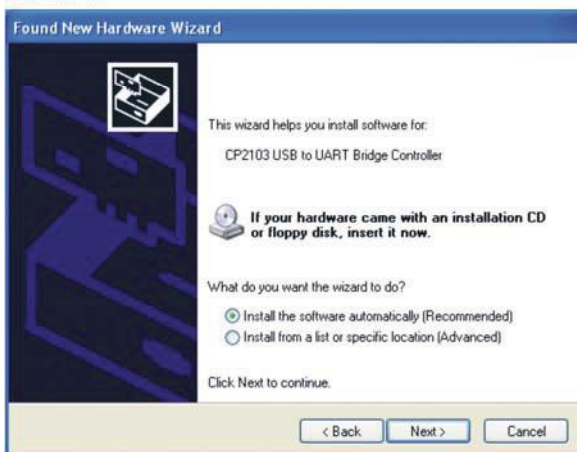 Found New Hardware Wizard
This wizard helps you install software for:
CP2103 USB to UART Bridge Controller
If your hardware came with an installation CD
or floppy disk, insert it now.
What do you want the wizard to do?
Install the software automatically (Recommended)
Install from a list or specific location (Advanced)
Click Next to continue.
< Back
Next >
Cancel